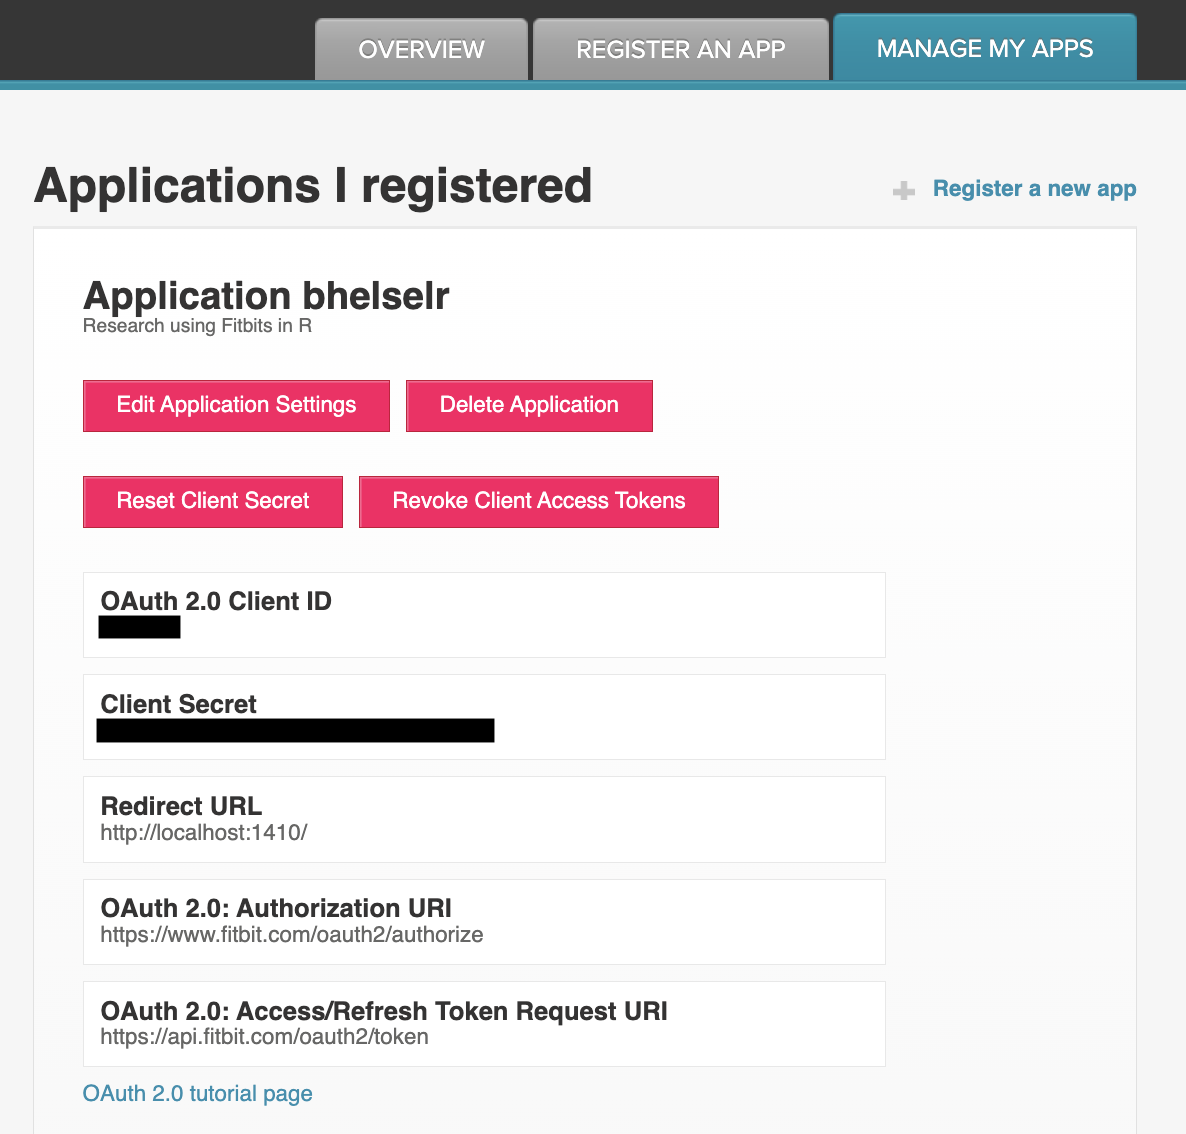 OVERVIEW
REGISTER AN APP
MANAGE MY APPS
Applications I registered
Register a new app
Application bhelselr
Research using Fitbits in R
Edit Application Settings
Delete Application
Reset Client Secret
Revoke Client Access Tokens
OAuth 2.0 Client ID
Client Secret
Redirect URL
http://localhost:1410/
OAuth 2.0: Authorization URI
https://www.fitbit.com/oauth2/authorize
OAuth 2.0: Access/Refresh Token Request URI
https://api.fitbit.com/oauth2/token
OAuth 2.0 tutorial page